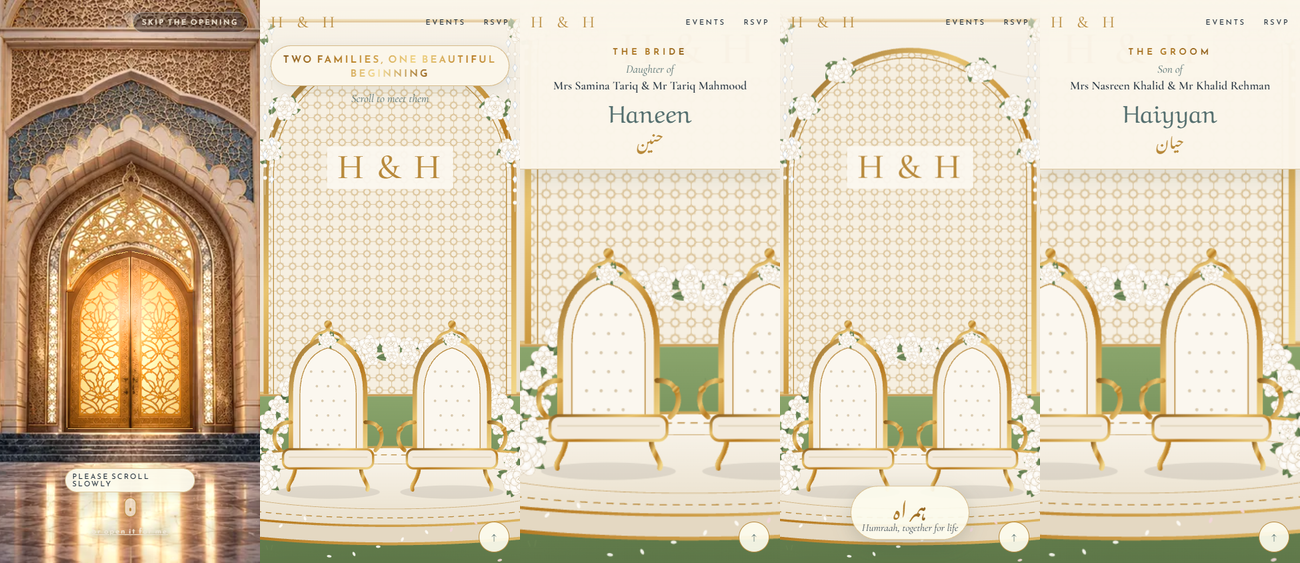 SKIP THE OPENING
PLEASE SCROLL
SLOWLY
H & H
EVENTS RSVP
TWO FAMILIES, ONE BEAUTIFUL
BEGINNING
Scroll to meet them
H & H
↑
H & H
EVENTS RSVP
THE BRIDE
Daughter of
Mrs Samina Tariq & Mr Tariq Mahmood
Haneen
حنین
↑
H & H
EVENTS RSVP
H & H
ہمراہ
Humraah, together for life
↑
H & H
EVENTS RSVP
THE GROOM
Son of
Mrs Nasreen Khalid & Mr Khalid Rehman
Haiyyan
حیان
↑